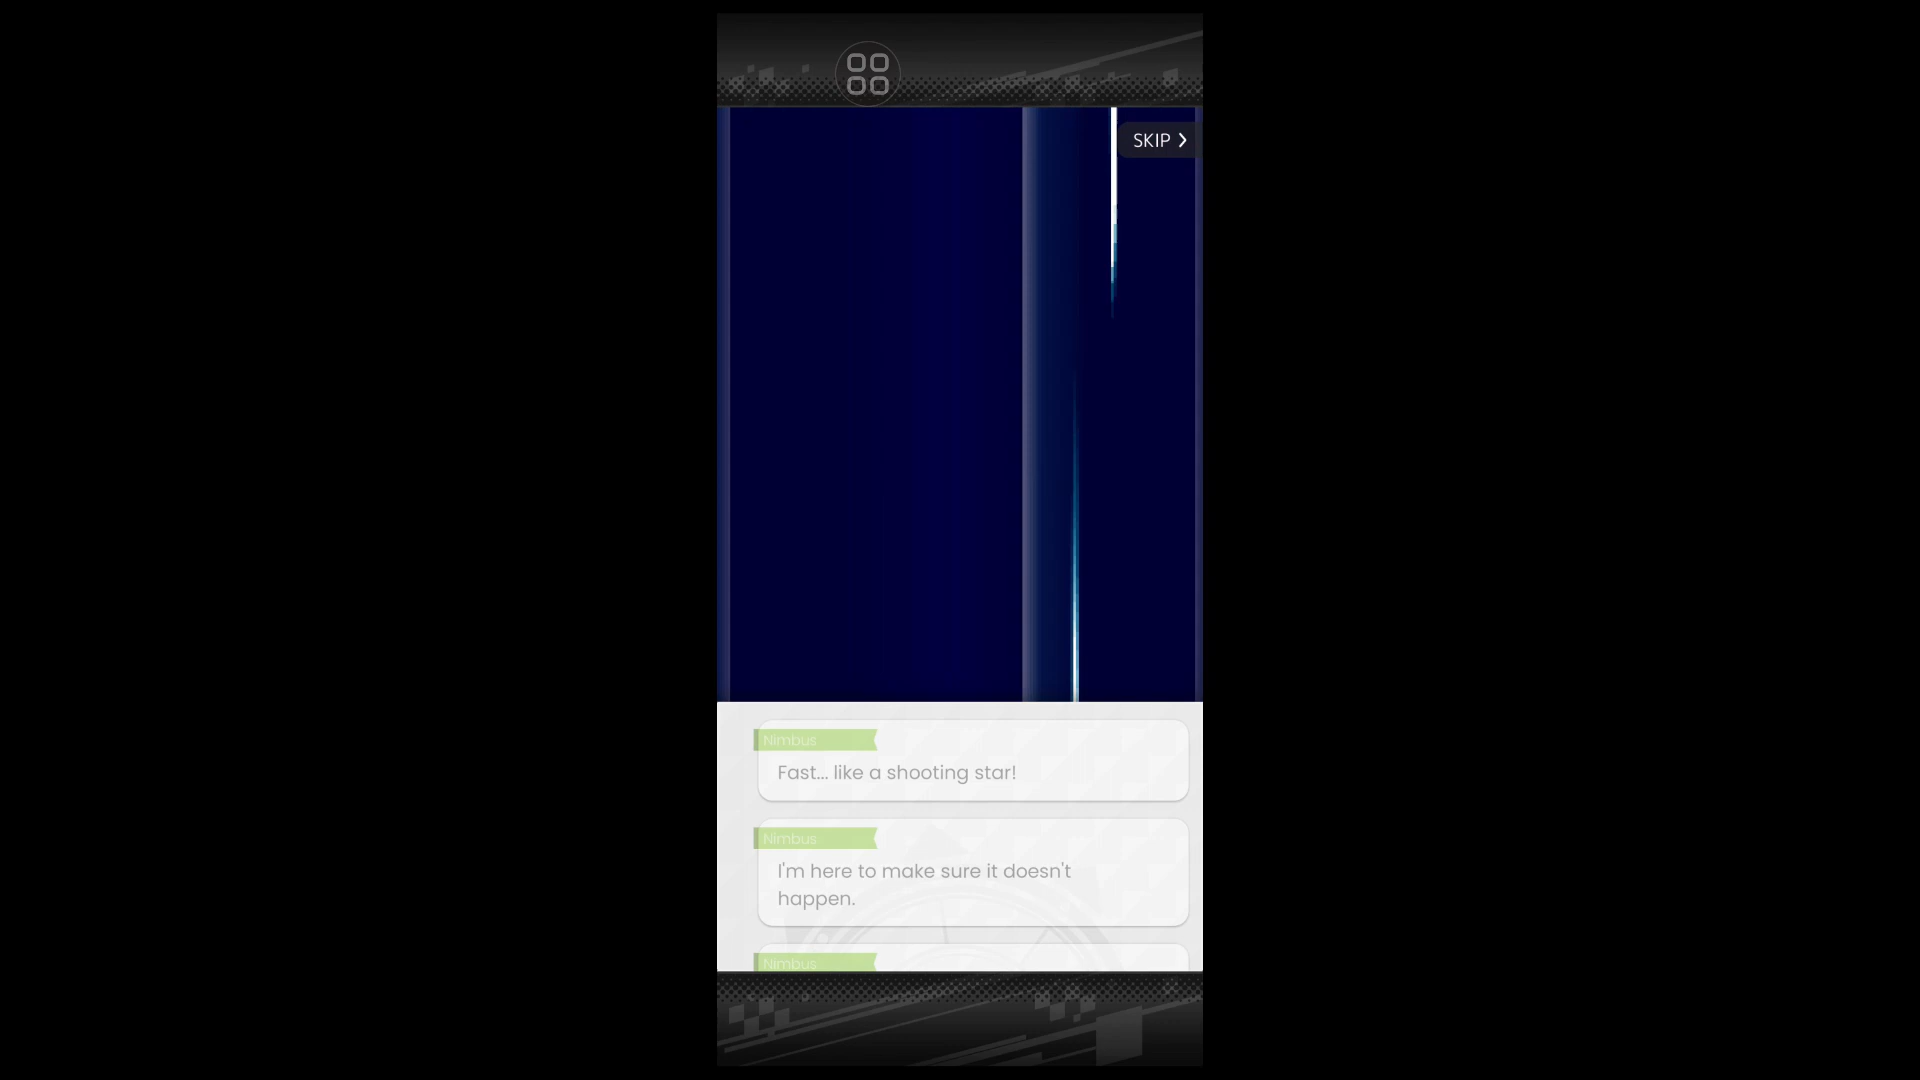 SKIP
Nimbus
Fast... like a shooting star!
Nimbus
I'm here to make sure it doesn't
happen.
Nimbus